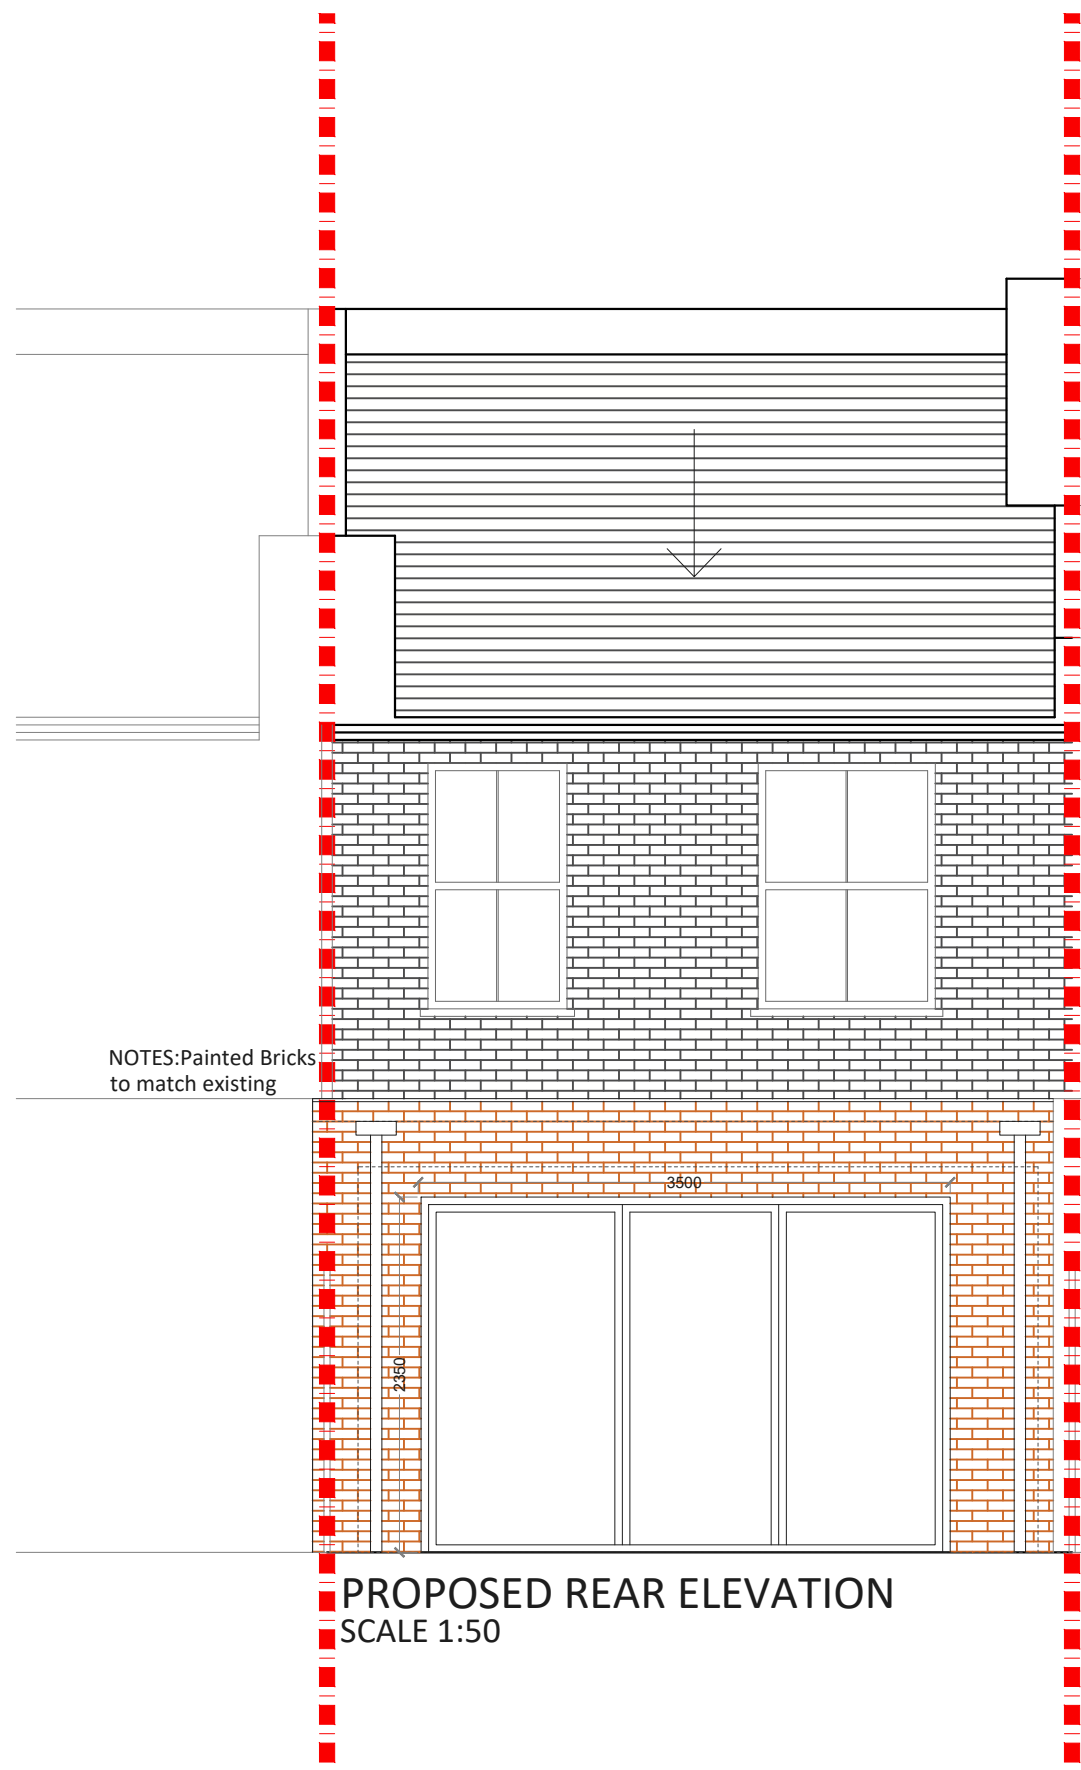 NOTES:Painted Bricks
to match existing
3500
2350
PROPOSED REAR ELEVATION
SCALE 1:50